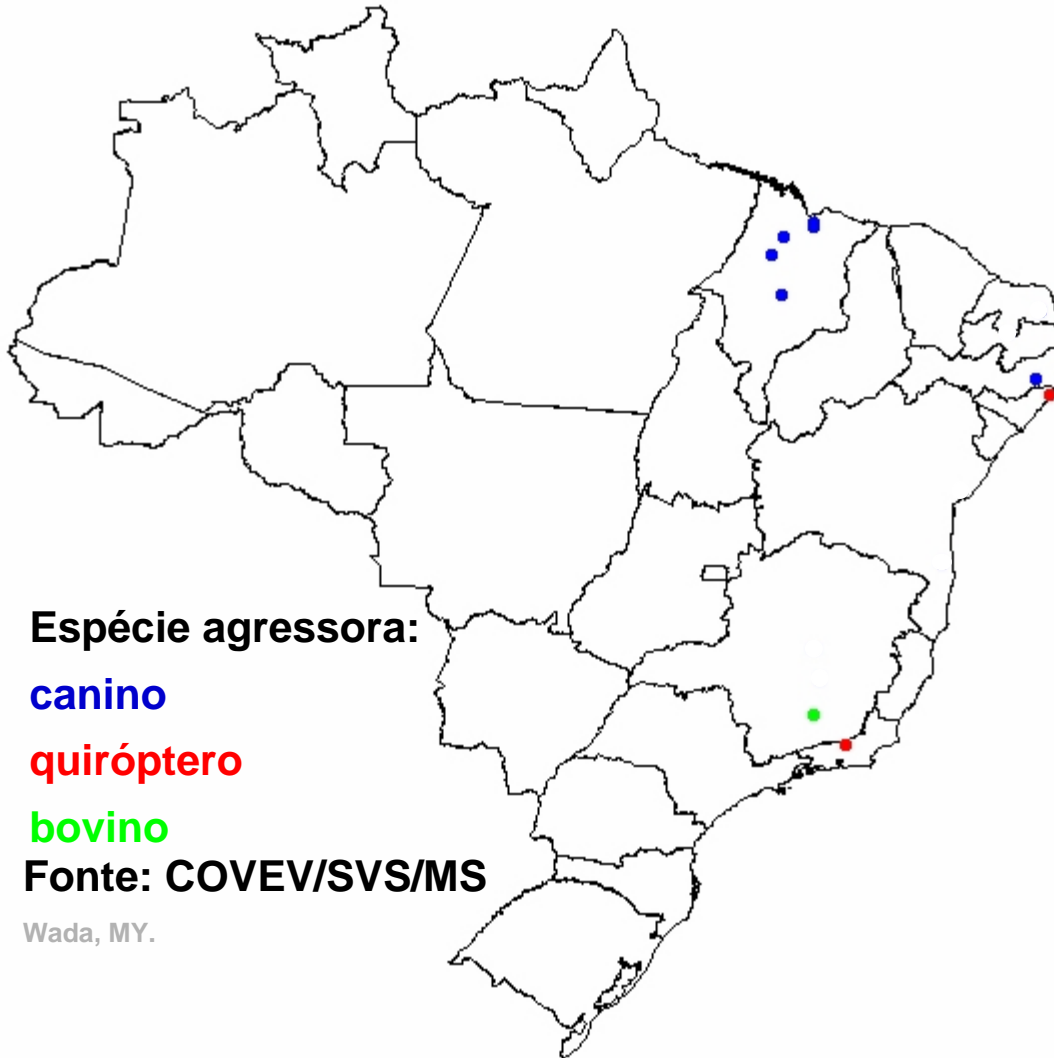 Espécie agressora:
canino
quiróptero
bovino
Fonte: COVEV/SVS/MS
Wada, MY.